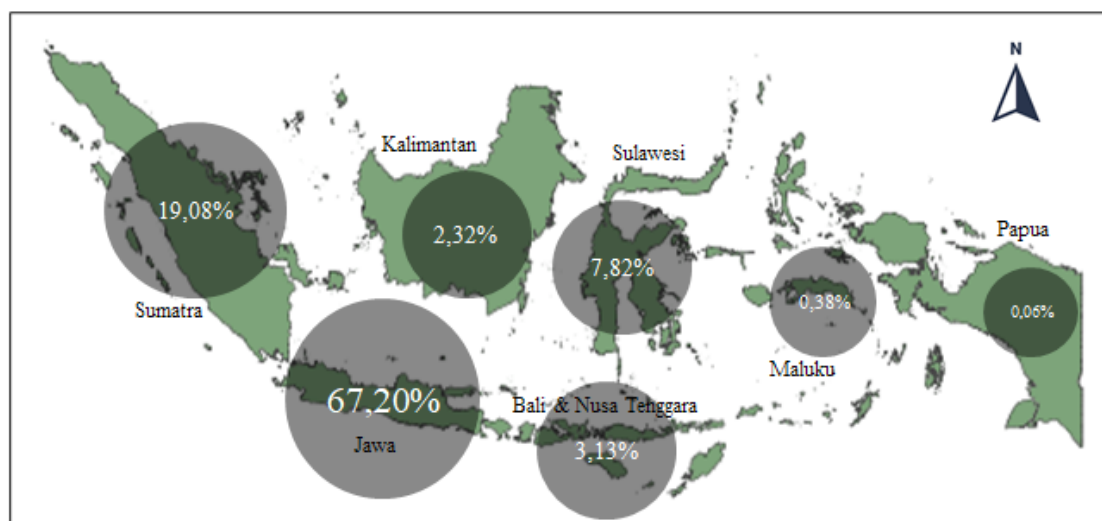 N
Kalimantan
Sulawesi
19,08%
Papua
2,32%
7,82%
Sumatra
0,38%
0,06%
Maluku
67,20%
Bali & Nusa Tenggara
Jawa
3,13%